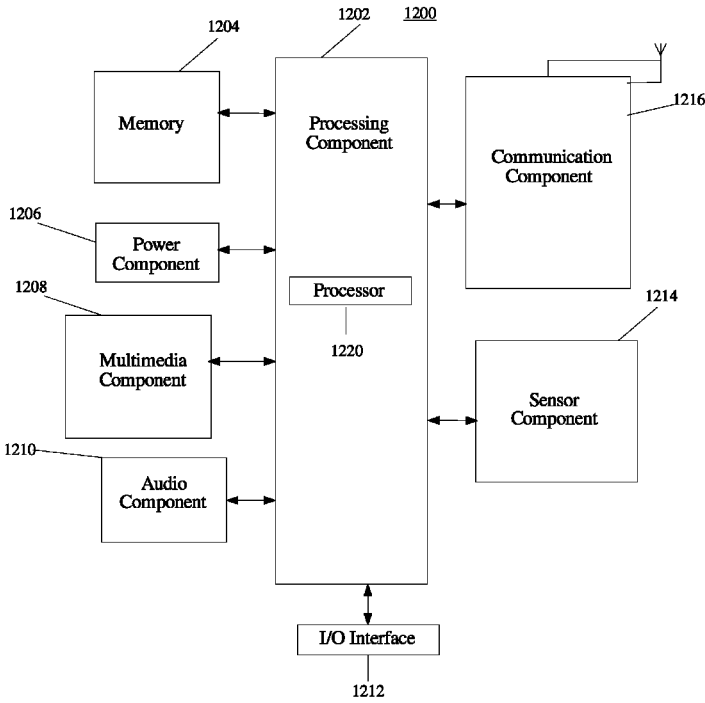 1204
1202
1200
Memory
Processing
Component
1216
Communication
Component
1206
Power
Component
1208
Processor
1220
1214
Multimedia
Component
Sensor
Component
1210
Audio
Component
I/O Interface
1212